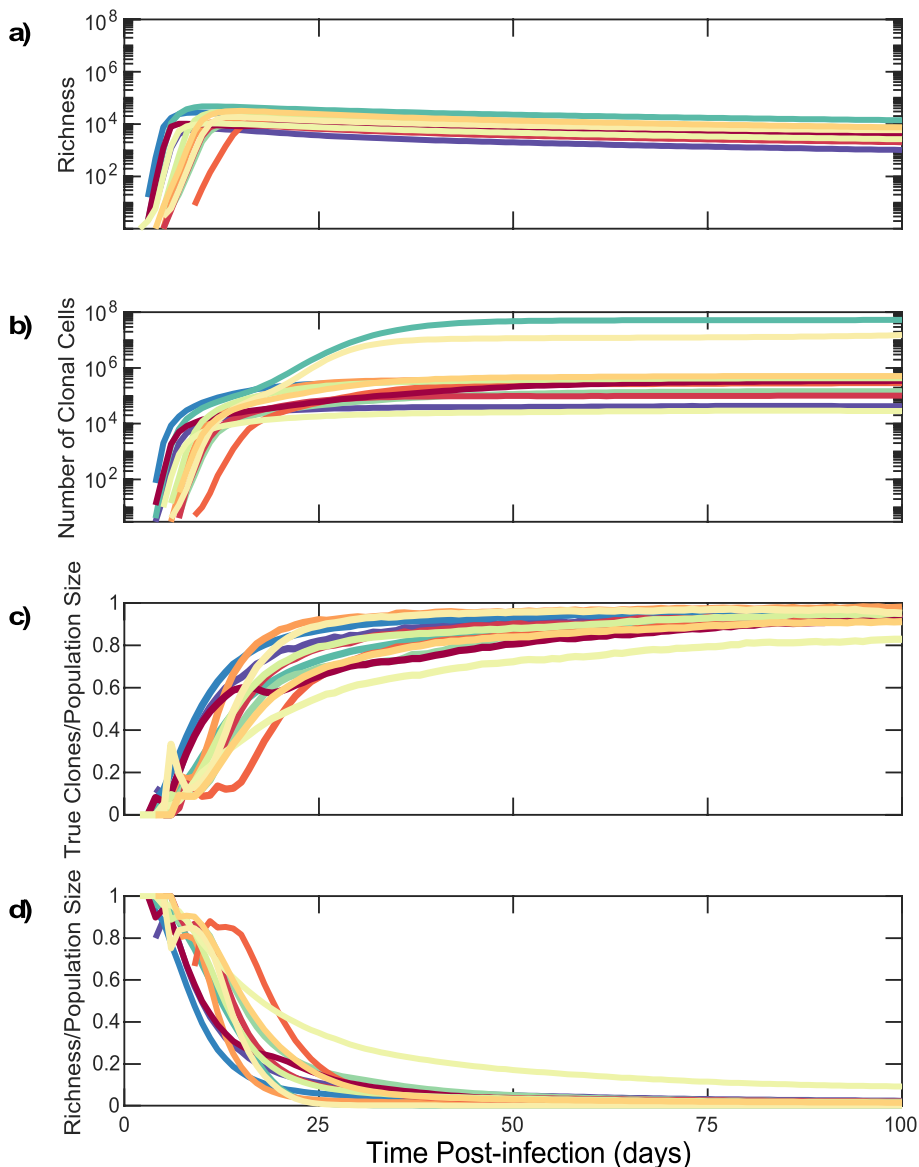 a)
10^8
10^6
10^4
10^2
Richness
b)
10^8
10^6
10^4
10^2
Number of Clonal Cells
c)
1
0.8
0.6
0.4
0.2
0
True Clones/Population Size
d)
1
0.8
0.6
0.4
0.2
0
Richness/Population Size
0 25 50 75 100
Time Post-infection (days)